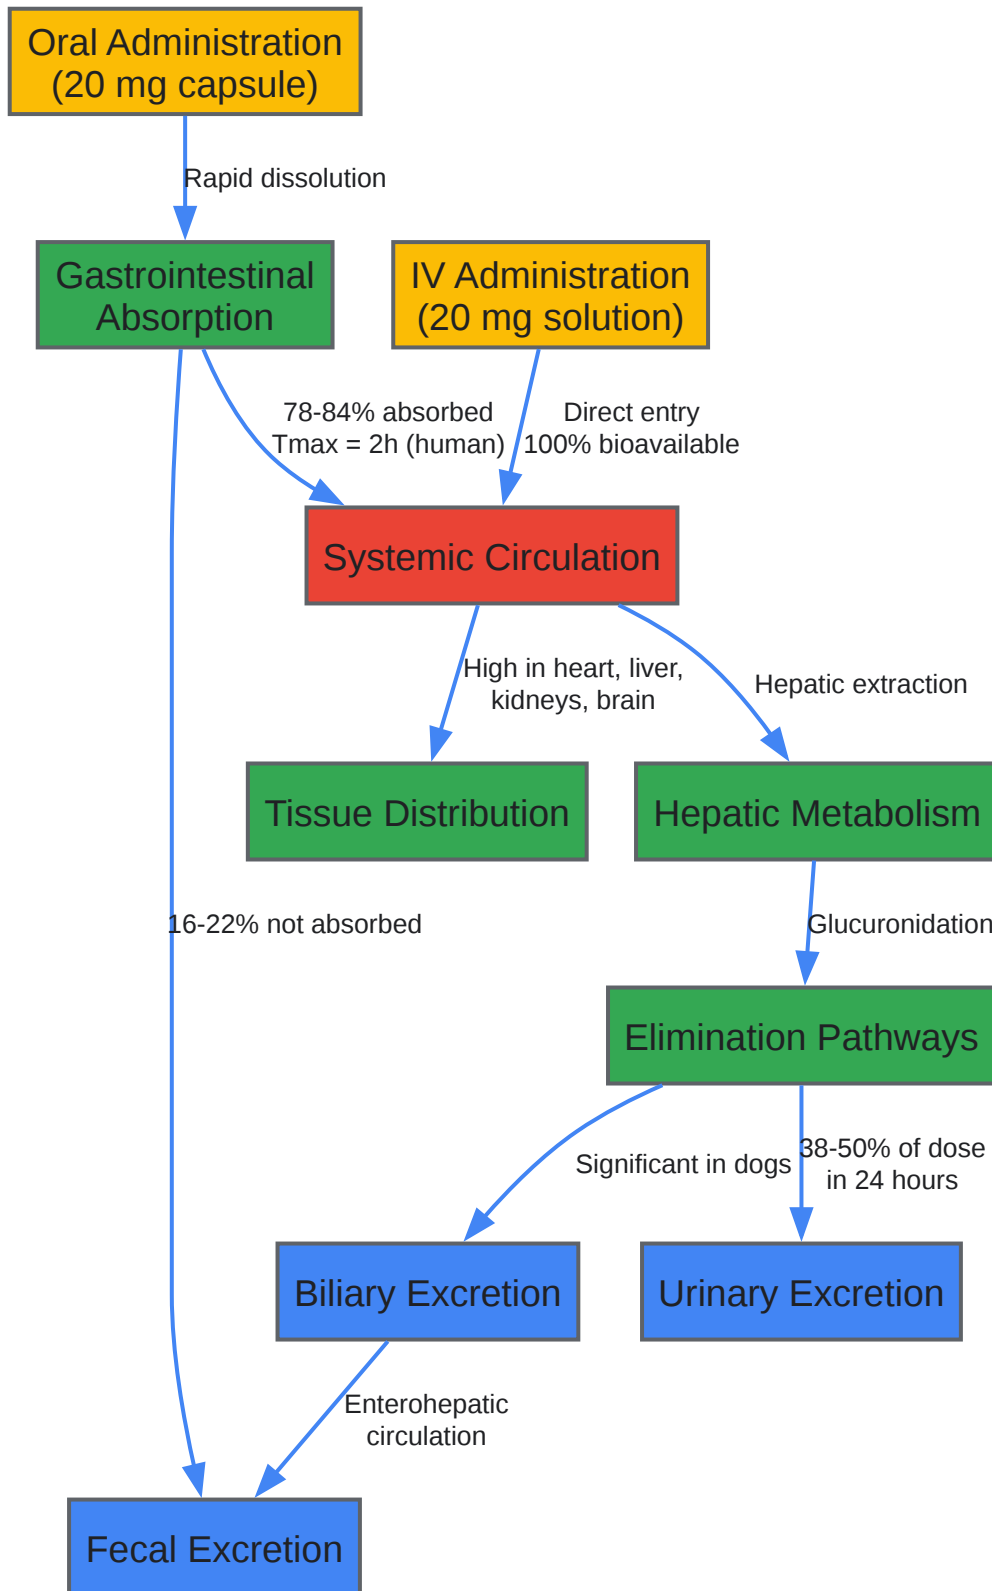 Oral Administration
(20 mg capsule)
Rapid dissolution
Gastrointestinal
Absorption
IV Administration
(20 mg solution)
78-84% absorbed
Tmax = 2h (human)
Direct entry
100% bioavailable
Systemic Circulation
High in heart, liver,
kidneys, brain
Hepatic extraction
Tissue Distribution
Hepatic Metabolism
16-22% not absorbed
Glucuronidation
Elimination Pathways
Significant in dogs
38-50% of dose
in 24 hours
Biliary Excretion
Urinary Excretion
Enterohepatic
circulation
Fecal Excretion